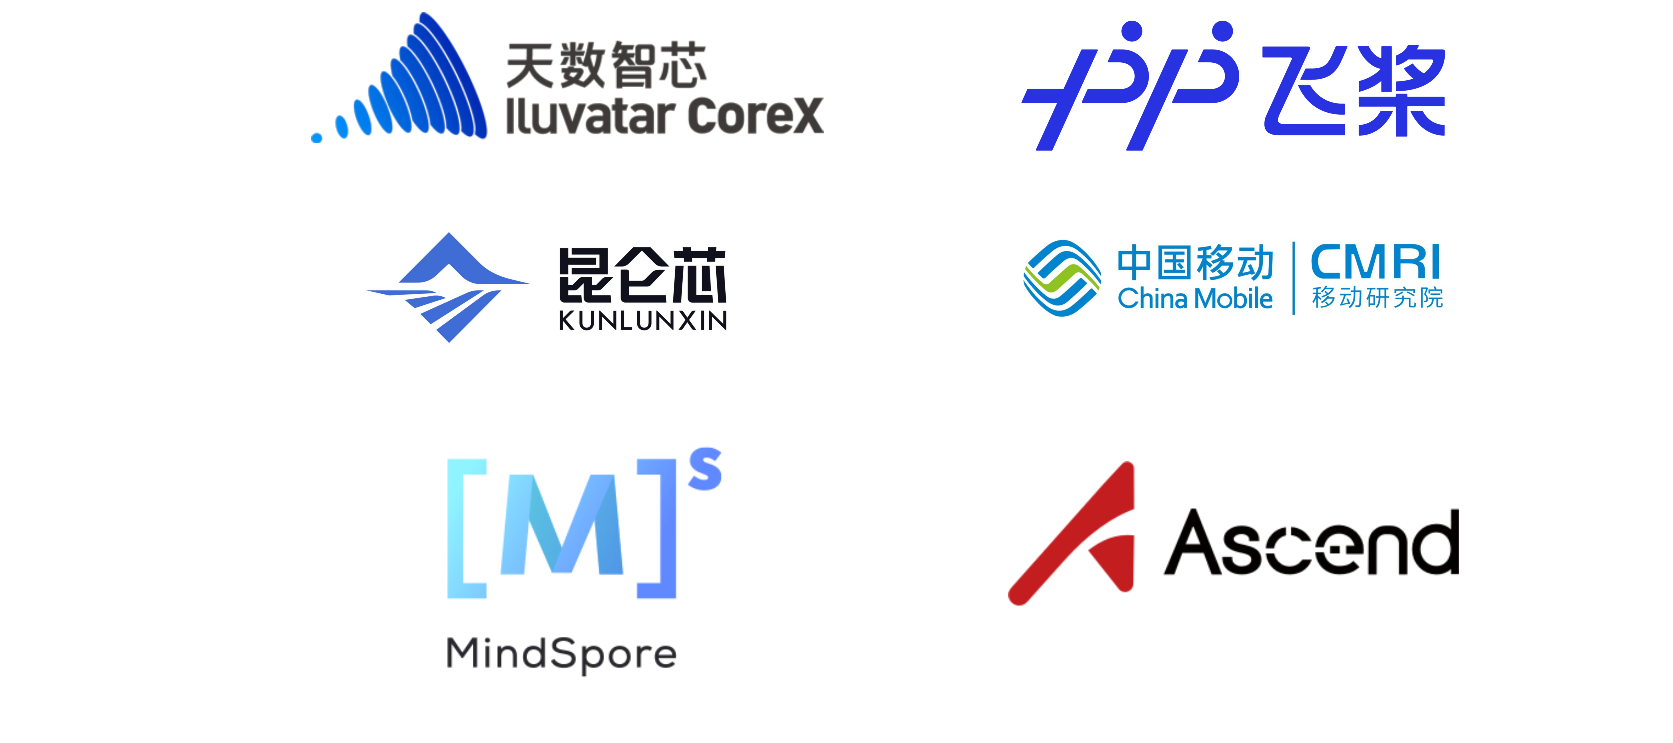 天数智芯
Iluvatar CoreX
飞桨
昆仑芯
KUNLUNXIN
中国移动
China Mobile
CMRI
移动研究院
[M]s
MindSpore
Ascend